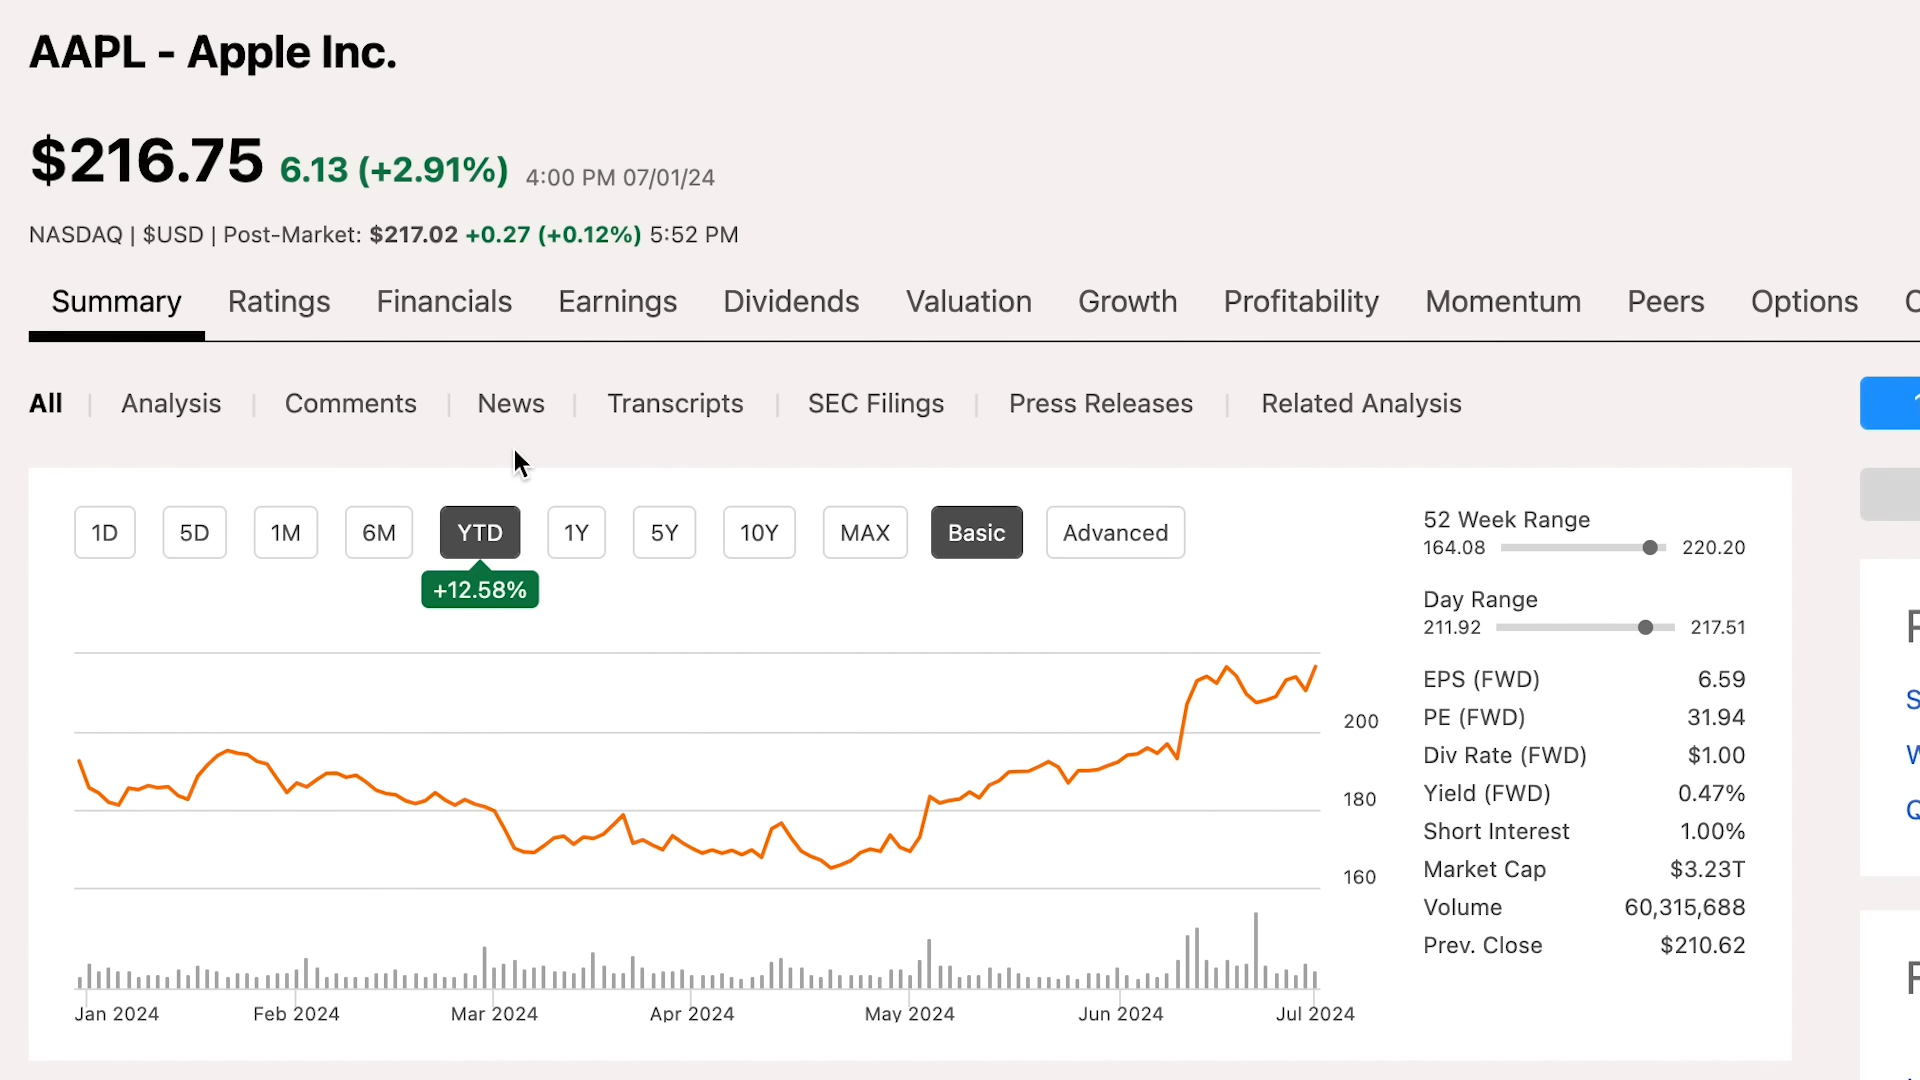 AAPL - Apple Inc.
$216.75 6.13 (+2.91%) 4:00 PM 07/01/24
NASDAQ | $USD | Post-Market: $217.02 +0.27 (+0.12%) 5:52 PM
Summary Ratings Financials Earnings Dividends Valuation Growth Profitability Momentum Peers Options
All | Analysis | Comments | News | Transcripts | SEC Filings | Press Releases | Related Analysis
1D 5D 1M 6M YTD 1Y 5Y 10Y MAX Basic Advanced
+12.58%
200
180
160
Jan 2024 Feb 2024 Mar 2024 Apr 2024 May 2024 Jun 2024 Jul 2024
52 Week Range
164.08 220.20
Day Range
211.92 217.51
EPS (FWD) 6.59
PE (FWD) 31.94
Div Rate (FWD) $1.00
Yield (FWD) 0.47%
Short Interest 1.00%
Market Cap $3.23T
Volume 60,315,688
Prev. Close $210.62